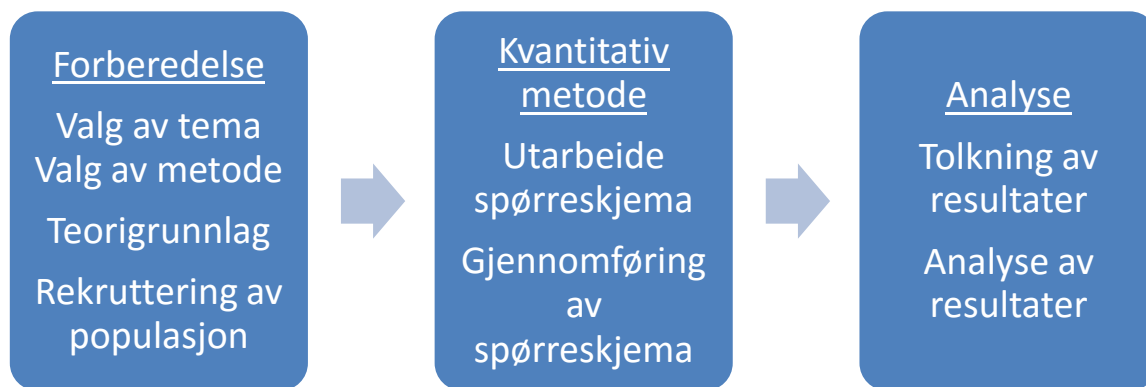 Forberedelse
Valg av tema
Valg av metode
Teorigrunnlag
Rekruttering av
populasjon
Kvantitativ
metode
Utarbeide
spørreskjema
Gjennomføring
av
spørreskjema
Analyse
Tolkning av
resultater
Analyse av
resultater